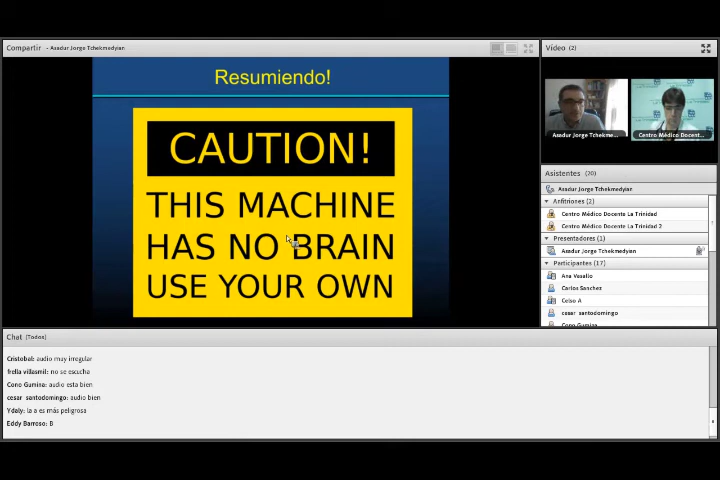 Compartir - Asadur Jorge Tchekmedyian
Resumiendo!
CAUTION!
THIS MACHINE
HAS NO BRAIN
USE YOUR OWN
Video (2)
Asadur Jorge Tchekme...
Centro Médico Docent...
Asistentes (20)
Asadur Jorge Tchekmedyian
Anfitriones (2)
Centro Médico Docente La Trinidad
Centro Médico Docente La Trinidad 2
Presentadores (1)
Asadur Jorge Tchekmedyian
Participantes (17)
Ana Vasallo
Carlos Sanchez
Celso A
cesar santodomingo
Cono Gumina
Chat (Todos)
Cristobal: audio muy irregular
frella villasmil: no se escucha
Cono Gumina: audio esta bien
cesar santodomingo: audio bien
Ydaly: la a es más peligrosa
Eddy Barroso: B